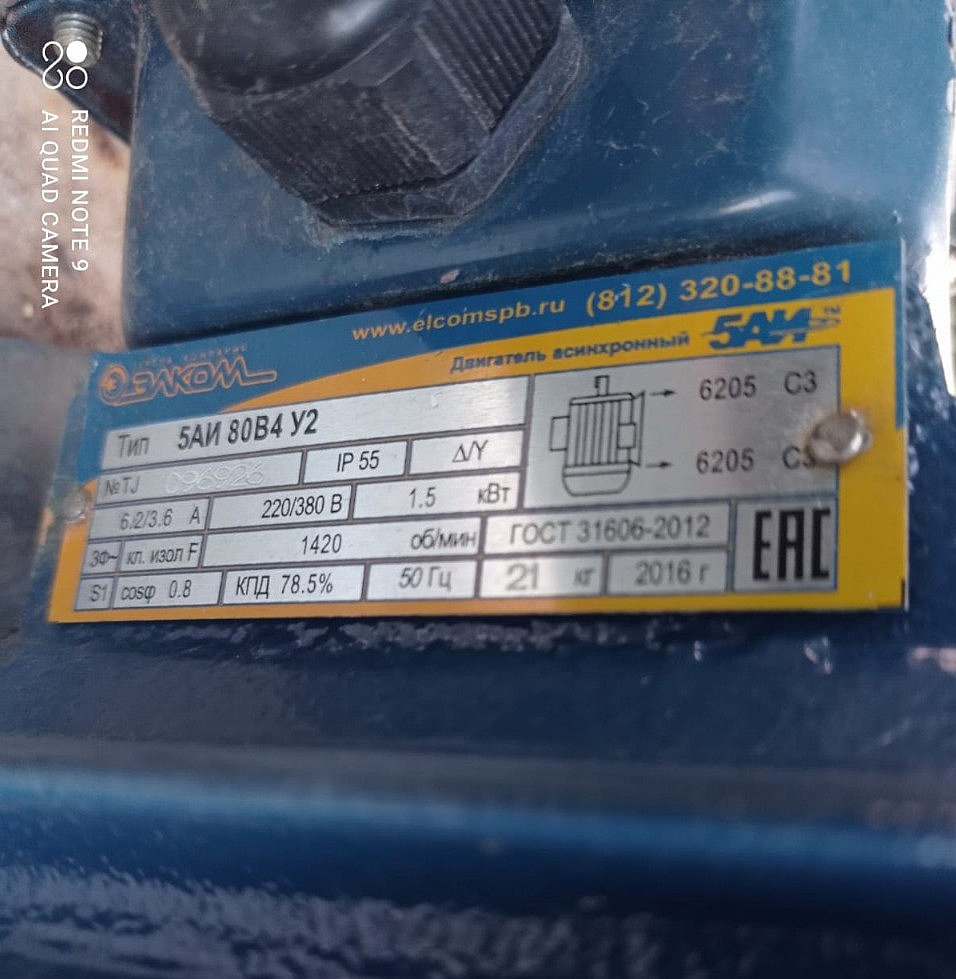 REDMI NOTE 9
AI QUAD CAMERA
www.elcomspb.ru (812) 320-88-81
ЭЛКОМ
Двигатель асинхронный 5АИ™
Тип 5АИ 80В4 У2
6205 C3
№TJ 096926 IP 55 Δ/Y
6205 C3
6.2/3.6 А 220/380 В 1.5 кВт
3ф~ кл. изол F 1420 об/мин ГОСТ 31606-2012
EAC
S1 cosφ 0.8 КПД 78.5% 50 Гц 21 кг 2016 г